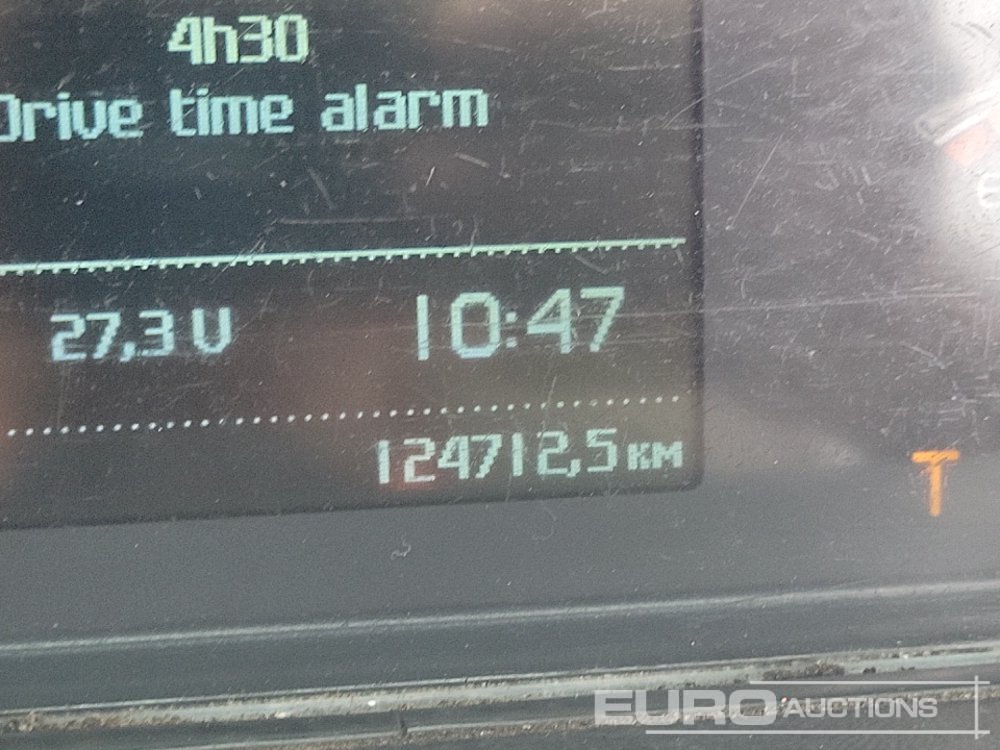 4h30
Drive time alarm
27,3 V 10:47
124712,5 KM
T
EURO AUCTIONS